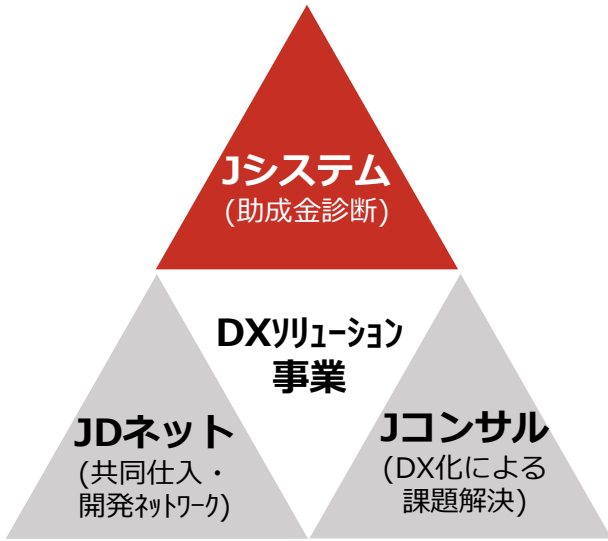 Jシステム
(助成金診断)
DXソリューション
事業
JDネット
(共同仕入・
開発ネットワーク)
Jコンサル
(DX化による
課題解決)